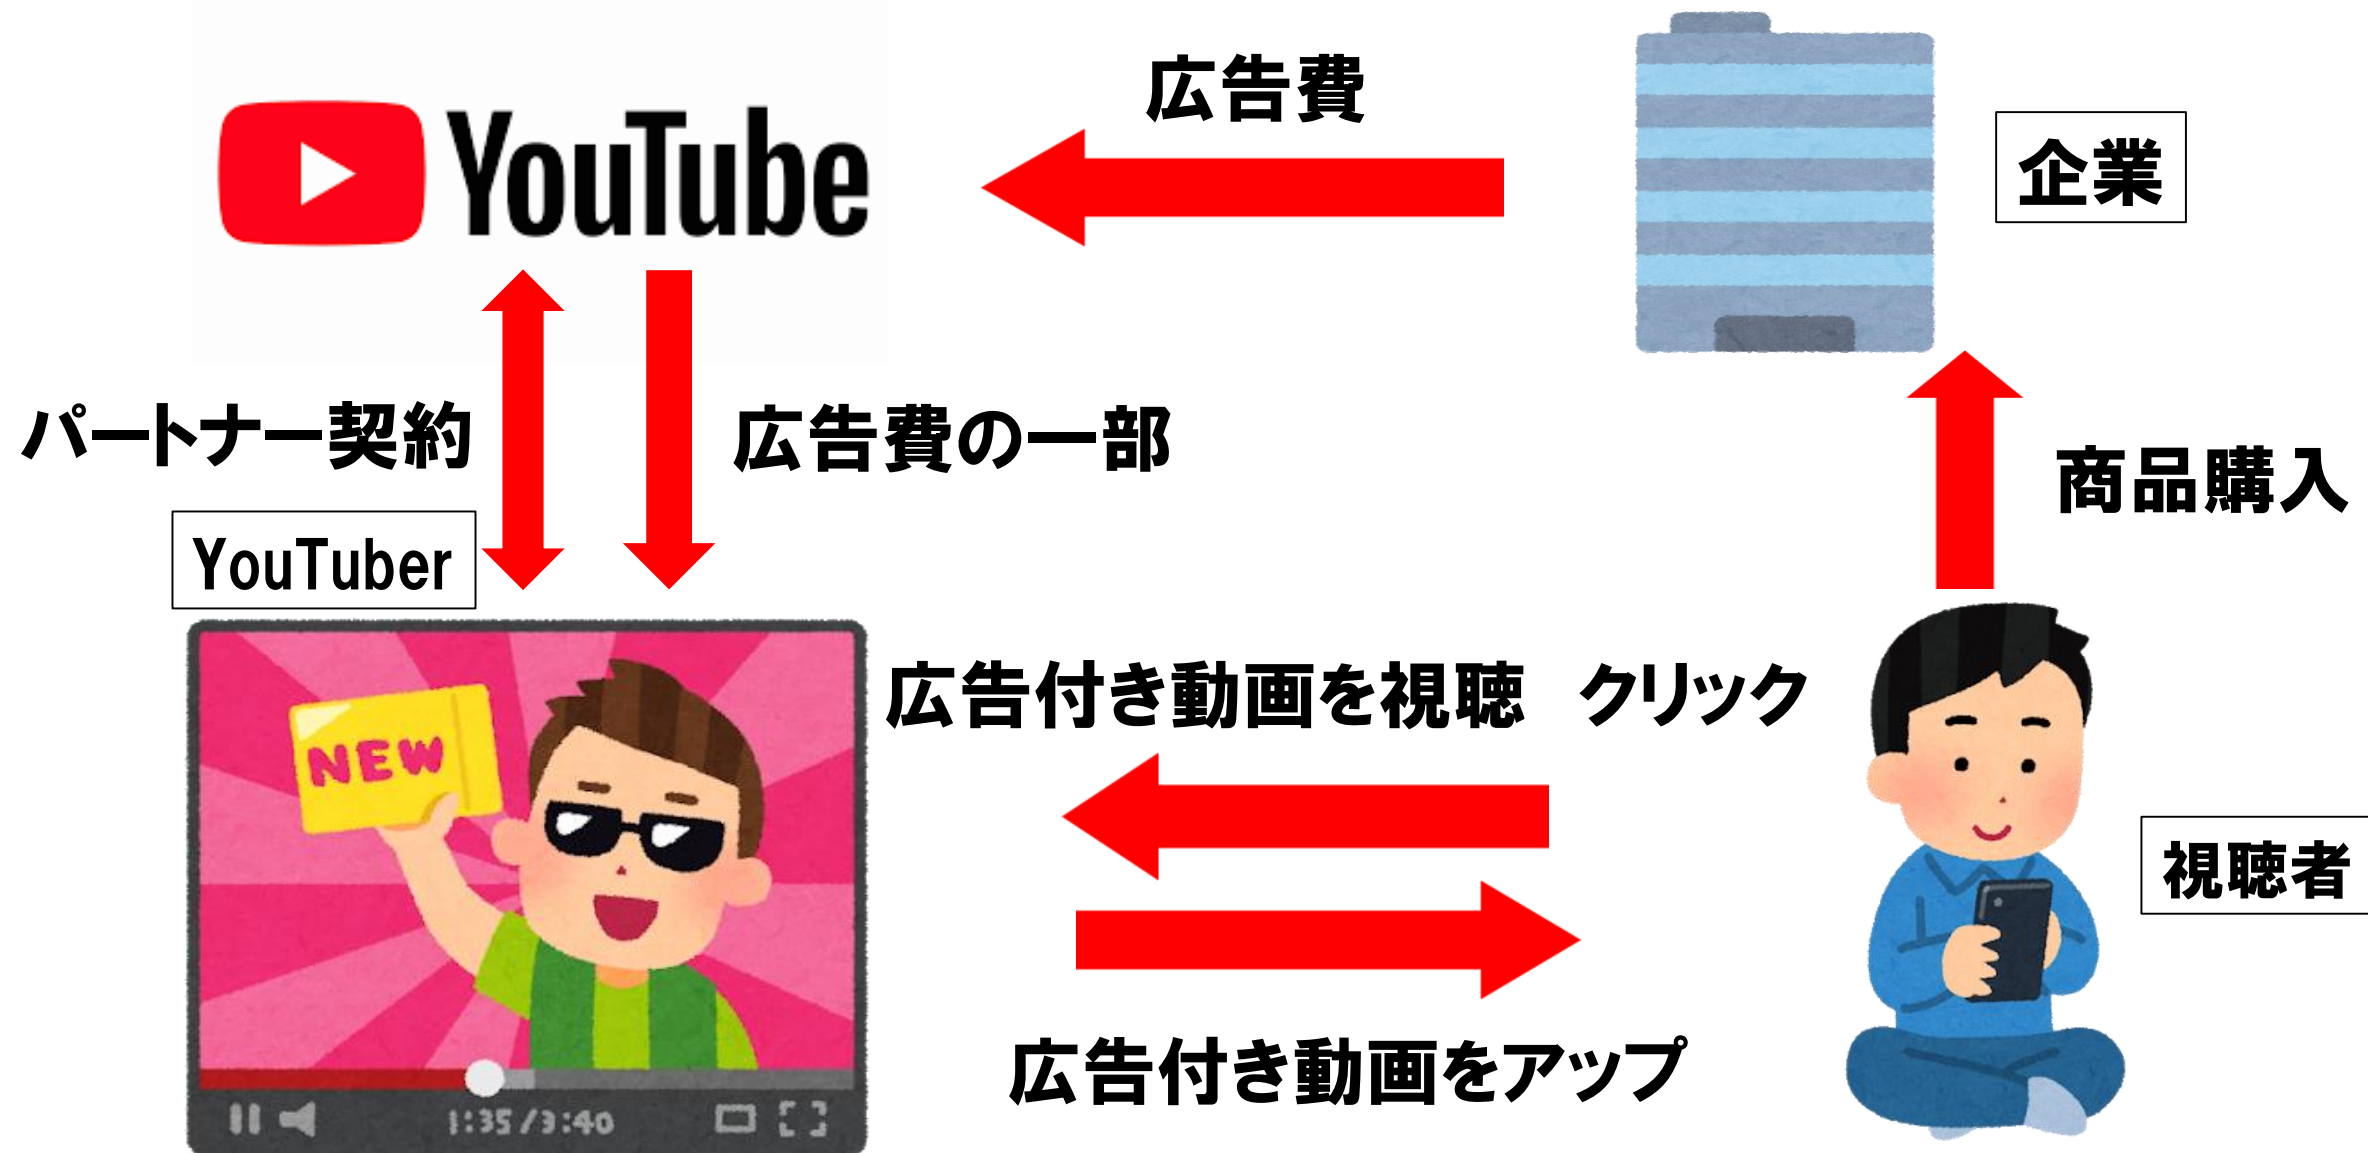 広告費
YouTube
企業
パートナー契約
広告費の一部
商品購入
YouTuber
広告付き動画を視聴　クリック
NEW
視聴者
広告付き動画をアップ
1:35/3:40